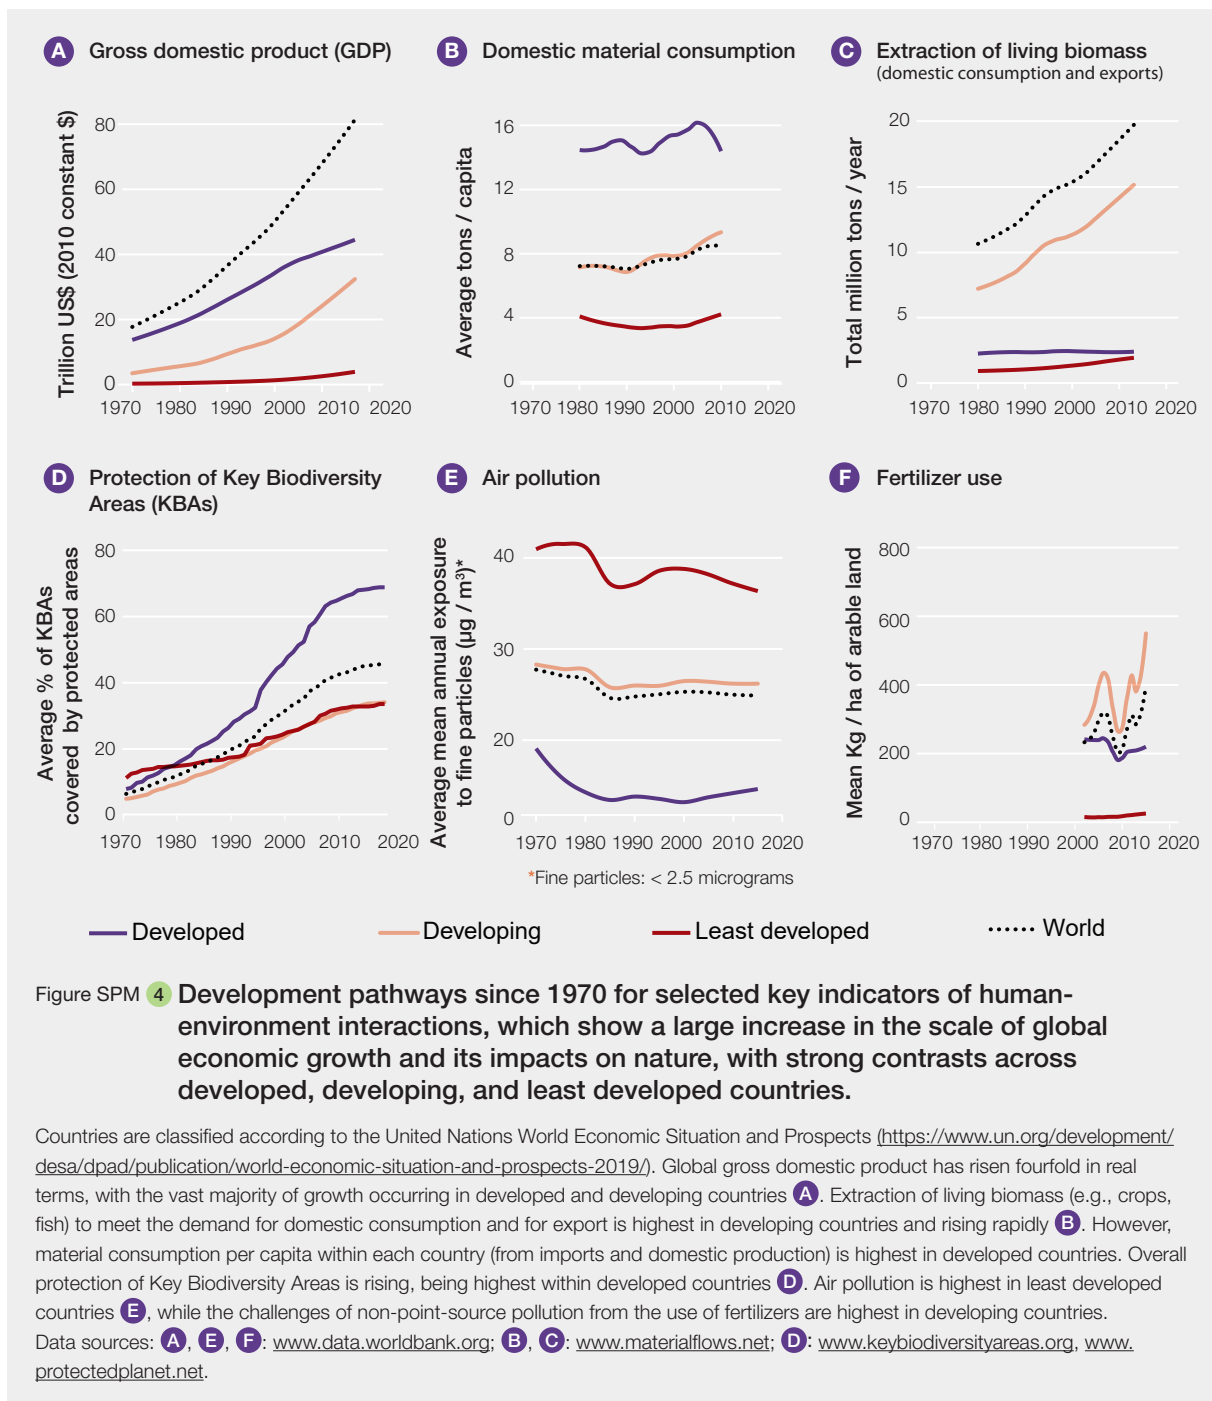 A Gross domestic product (GDP)
Trillion US$ (2010 constant $)
80
60
40
20
0
1970 1980 1990 2000 2020
B Domestic material consumption
Average tons / capita
16
12
8
4
0
1970 1980 1990 2000 2010 2020
C Extraction of living biomass
(domestic consumption and exports)
Total million tons / year
20
15
10
5
0
1970 1980 1990 2000 2010 2020
D Protection of Key Biodiversity
Areas (KBAs)
Average % of KBAs
covered by protected areas
80
60
40
20
0
1970 1980 1990 2000 2010 2020
E Air pollution
Average mean annual exposure
to fine particles (µg / m³)*
40
30
20
0
1970 1980 1990 2000 2010 2020
*Fine particles: < 2.5 micrograms
F Fertilizer use
Mean Kg / ha of arable land
800
600
400
200
0
1970 1980 1990 2000 2010 2020
Developed
Developing
Least developed
World
Figure SPM 4 Development pathways since 1970 for selected key indicators of human-
environment interactions, which show a large increase in the scale of global
economic growth and its impacts on nature, with strong contrasts across
developed, developing, and least developed countries.
Countries are classified according to the United Nations World Economic Situation and Prospects (https://www.un.org/development/
desa/dpad/publication/world-economic-situation-and-prospects-2019/). Global gross domestic product has risen fourfold in real
terms, with the vast majority of growth occurring in developed and developing countries A. Extraction of living biomass (e.g., crops,
fish) to meet the demand for domestic consumption and for export is highest in developing countries and rising rapidly B. However,
material consumption per capita within each country (from imports and domestic production) is highest in developed countries. Overall
protection of Key Biodiversity Areas is rising, being highest within developed countries D. Air pollution is highest in least developed
countries E, while the challenges of non-point-source pollution from the use of fertilizers are highest in developing countries.
Data sources: A, E, F: www.data.worldbank.org; B, C: www.materialflows.net; D: www.keybiodiversityareas.org, www.
protectedplanet.net.